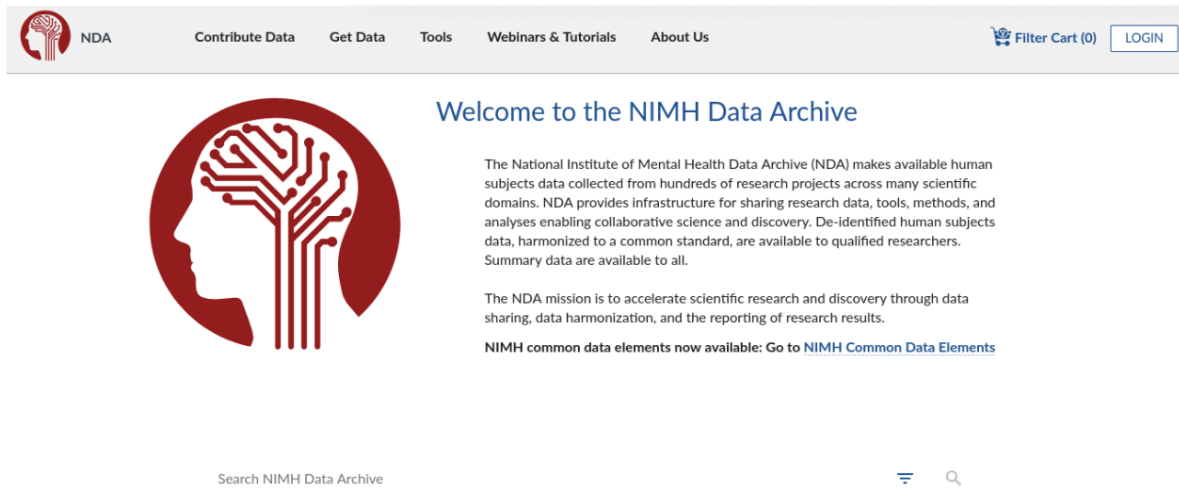 NDA Contribute Data Get Data Tools Webinars & Tutorials About Us Filter Cart (0) LOGIN
Welcome to the NIMH Data Archive
The National Institute of Mental Health Data Archive (NDA) makes available human
subjects data collected from hundreds of research projects across many scientific
domains. NDA provides infrastructure for sharing research data, tools, methods, and
analyses enabling collaborative science and discovery. De-identified human subjects
data, harmonized to a common standard, are available to qualified researchers.
Summary data are available to all.
The NDA mission is to accelerate scientific research and discovery through data
sharing, data harmonization, and the reporting of research results.
NIMH common data elements now available: Go to NIMH Common Data Elements
Search NIMH Data Archive